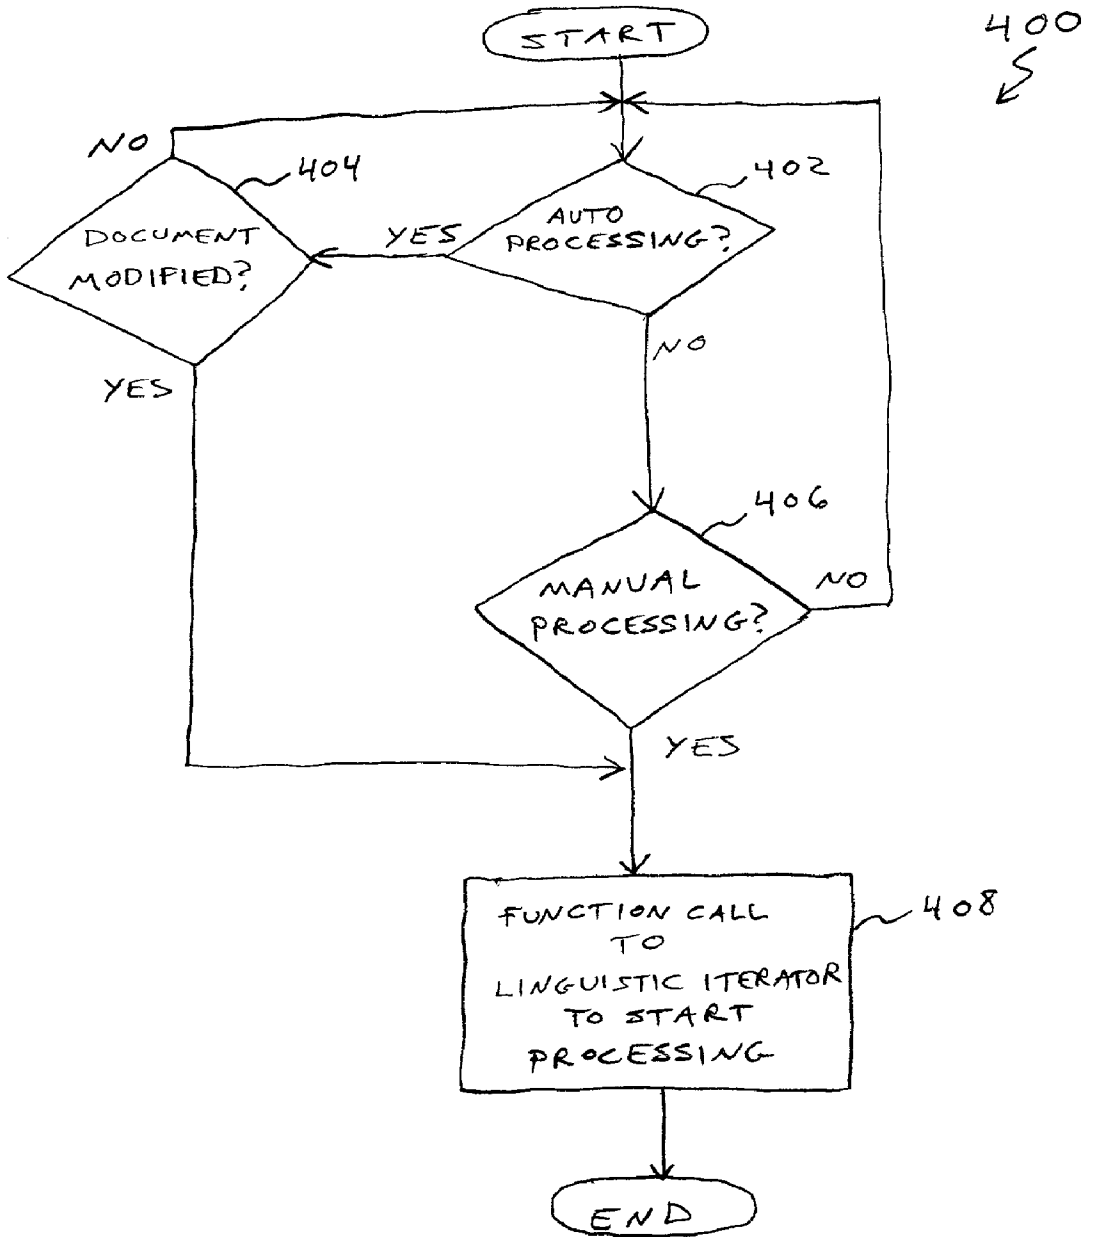 START
400
NO
404
402
DOCUMENT
MODIFIED?
YES
AUTO
PROCESSING?
YES
NO
406
MANUAL
PROCESSING?
NO
YES
FUNCTION CALL
TO
LINGUISTIC ITERATOR
TO START
PROCESSING
408
END